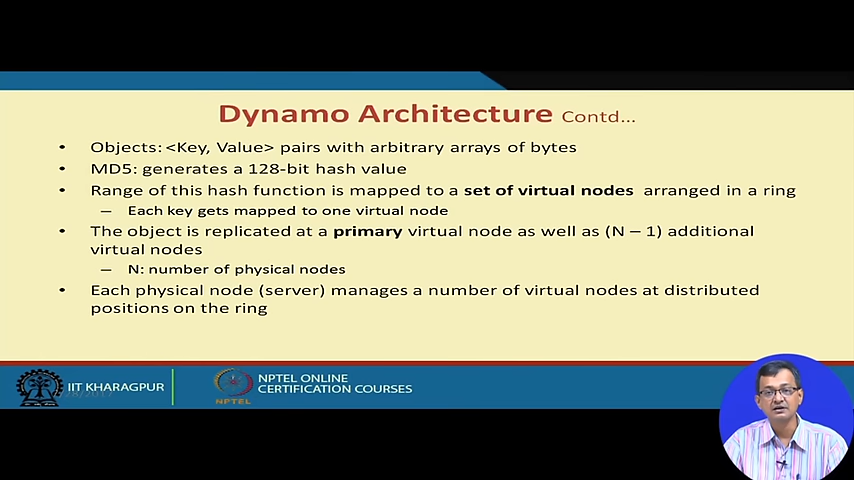 Dynamo Architecture Contd...
• Objects: <Key, Value> pairs with arbitrary arrays of bytes
• MD5: generates a 128-bit hash value
• Range of this hash function is mapped to a set of virtual nodes arranged in a ring
– Each key gets mapped to one virtual node
• The object is replicated at a primary virtual node as well as (N – 1) additional
virtual nodes
– N: number of physical nodes
• Each physical node (server) manages a number of virtual nodes at distributed
positions on the ring
IIT KHARAGPUR
NPTEL
NPTEL ONLINE
CERTIFICATION COURSES